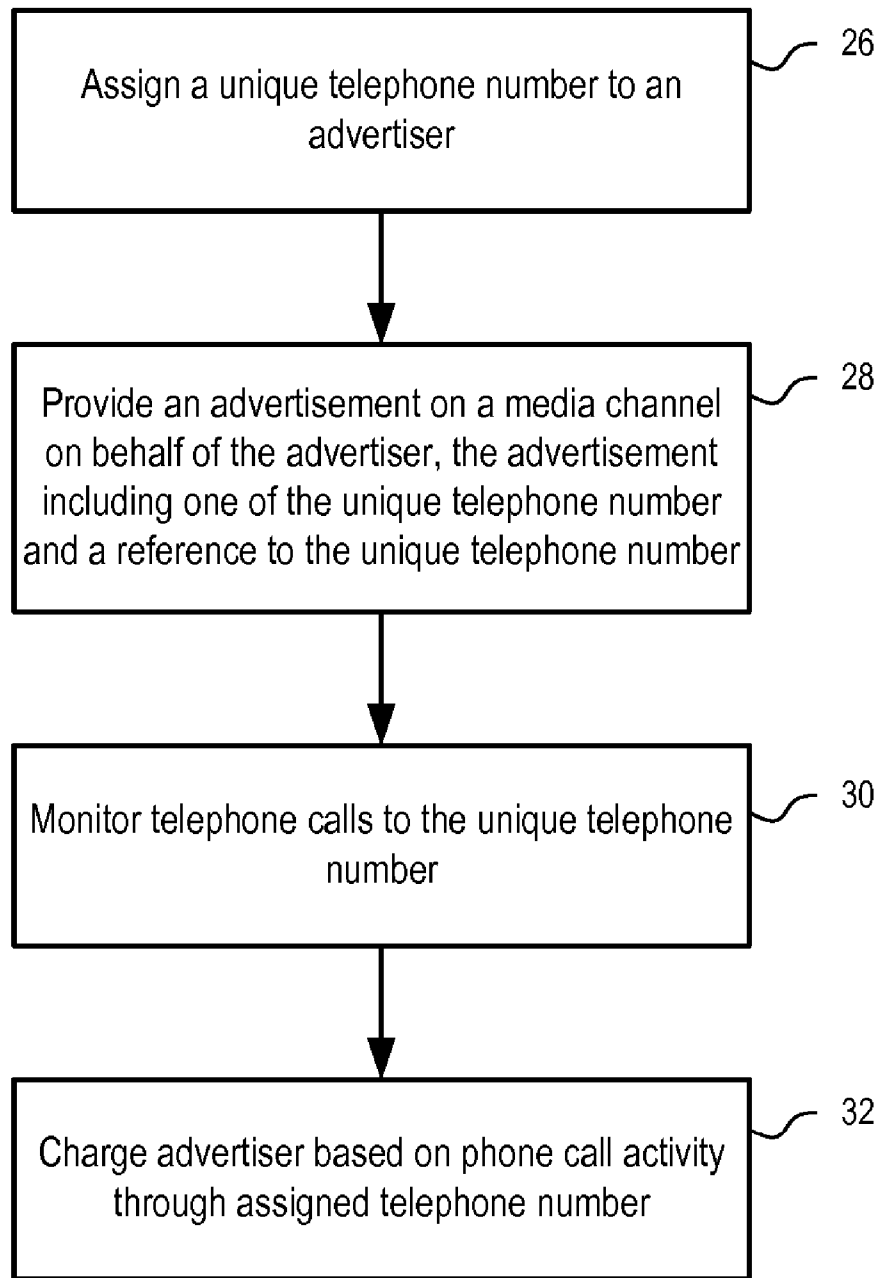 Assign a unique telephone number to an
advertiser
26
Provide an advertisement on a media channel
on behalf of the advertiser, the advertisement
including one of the unique telephone number
and a reference to the unique telephone number
28
Monitor telephone calls to the unique telephone
number
30
Charge advertiser based on phone call activity
through assigned telephone number
32